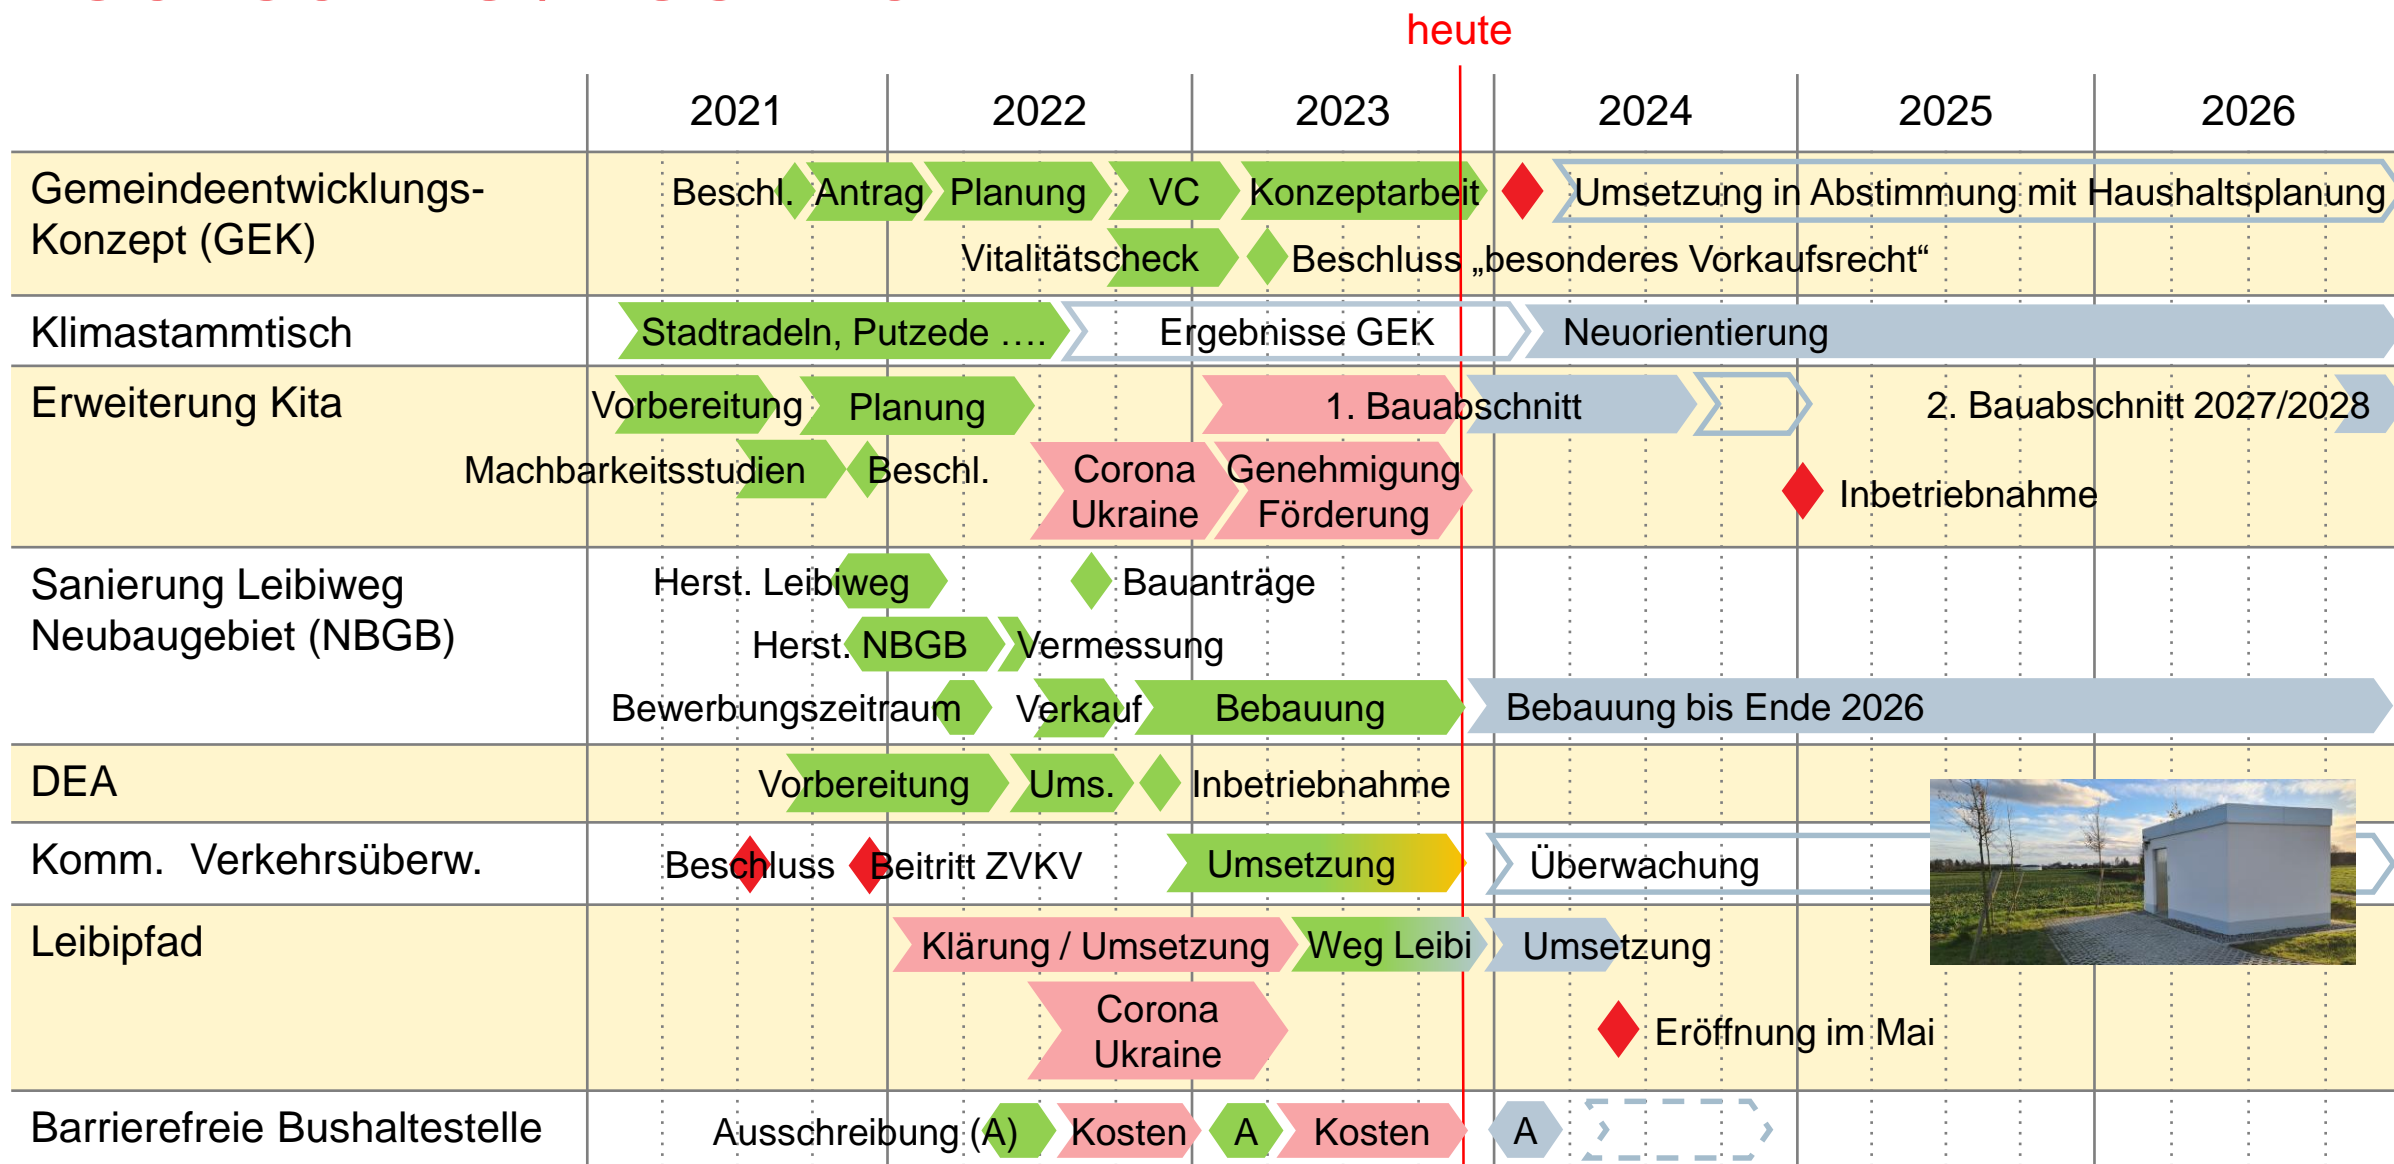 heute
2021 2022 2023 2024 2025 2026
Gemeindeentwicklungs-
Konzept (GEK)
Beschl. Antrag Planung VC Konzeptarbeit Umsetzung in Abstimmung mit Haushaltsplanung
Vitalitätscheck Beschluss „besonderes Vorkaufsrecht“
Klimastammtisch Stadtradeln, Putzede …. Ergebnisse GEK Neuorientierung
Erweiterung Kita Vorbereitung Planung 1. Bauabschnitt 2. Bauabschnitt 2027/2028
Machbarkeitsstudien Beschl. Corona
Ukraine
Genehmigung
Förderung
Inbetriebnahme
Sanierung Leibiweg
Neubaugebiet (NBGB)
Herst. Leibiweg Bauanträge
Herst. NBGB Vermessung
Bewerbungszeitraum Verkauf Bebauung Bebauung bis Ende 2026
DEA Vorbereitung Ums. Inbetriebnahme
Komm. Verkehrsüberw. Beschluss Beitritt ZVKV Umsetzung Überwachung
Leibipfad Klärung / Umsetzung Weg Leibi Umsetzung
Corona
Ukraine
Eröffnung im Mai
Barrierefreie Bushaltestelle Ausschreibung (A) Kosten A Kosten A